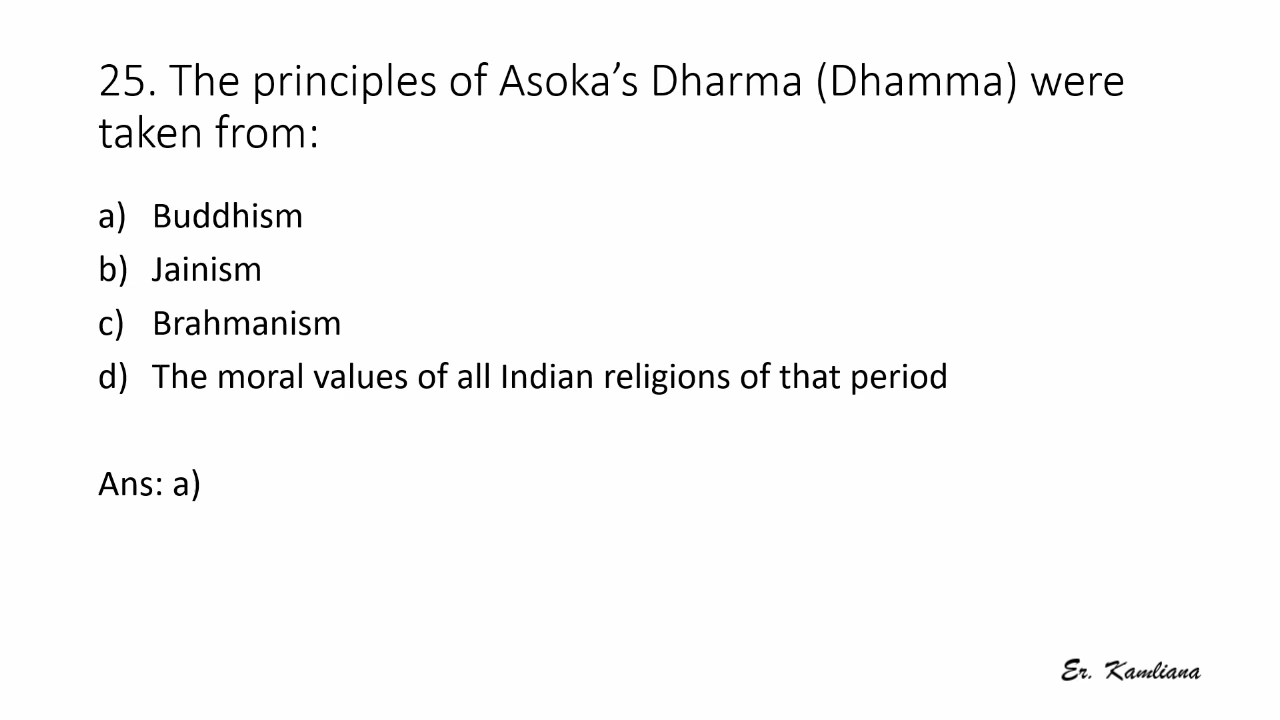 25. The principles of Asoka’s Dharma (Dhamma) were
taken from:
a) Buddhism
b) Jainism
c) Brahmanism
d) The moral values of all Indian religions of that period
Ans: a)
Er. Kamliana